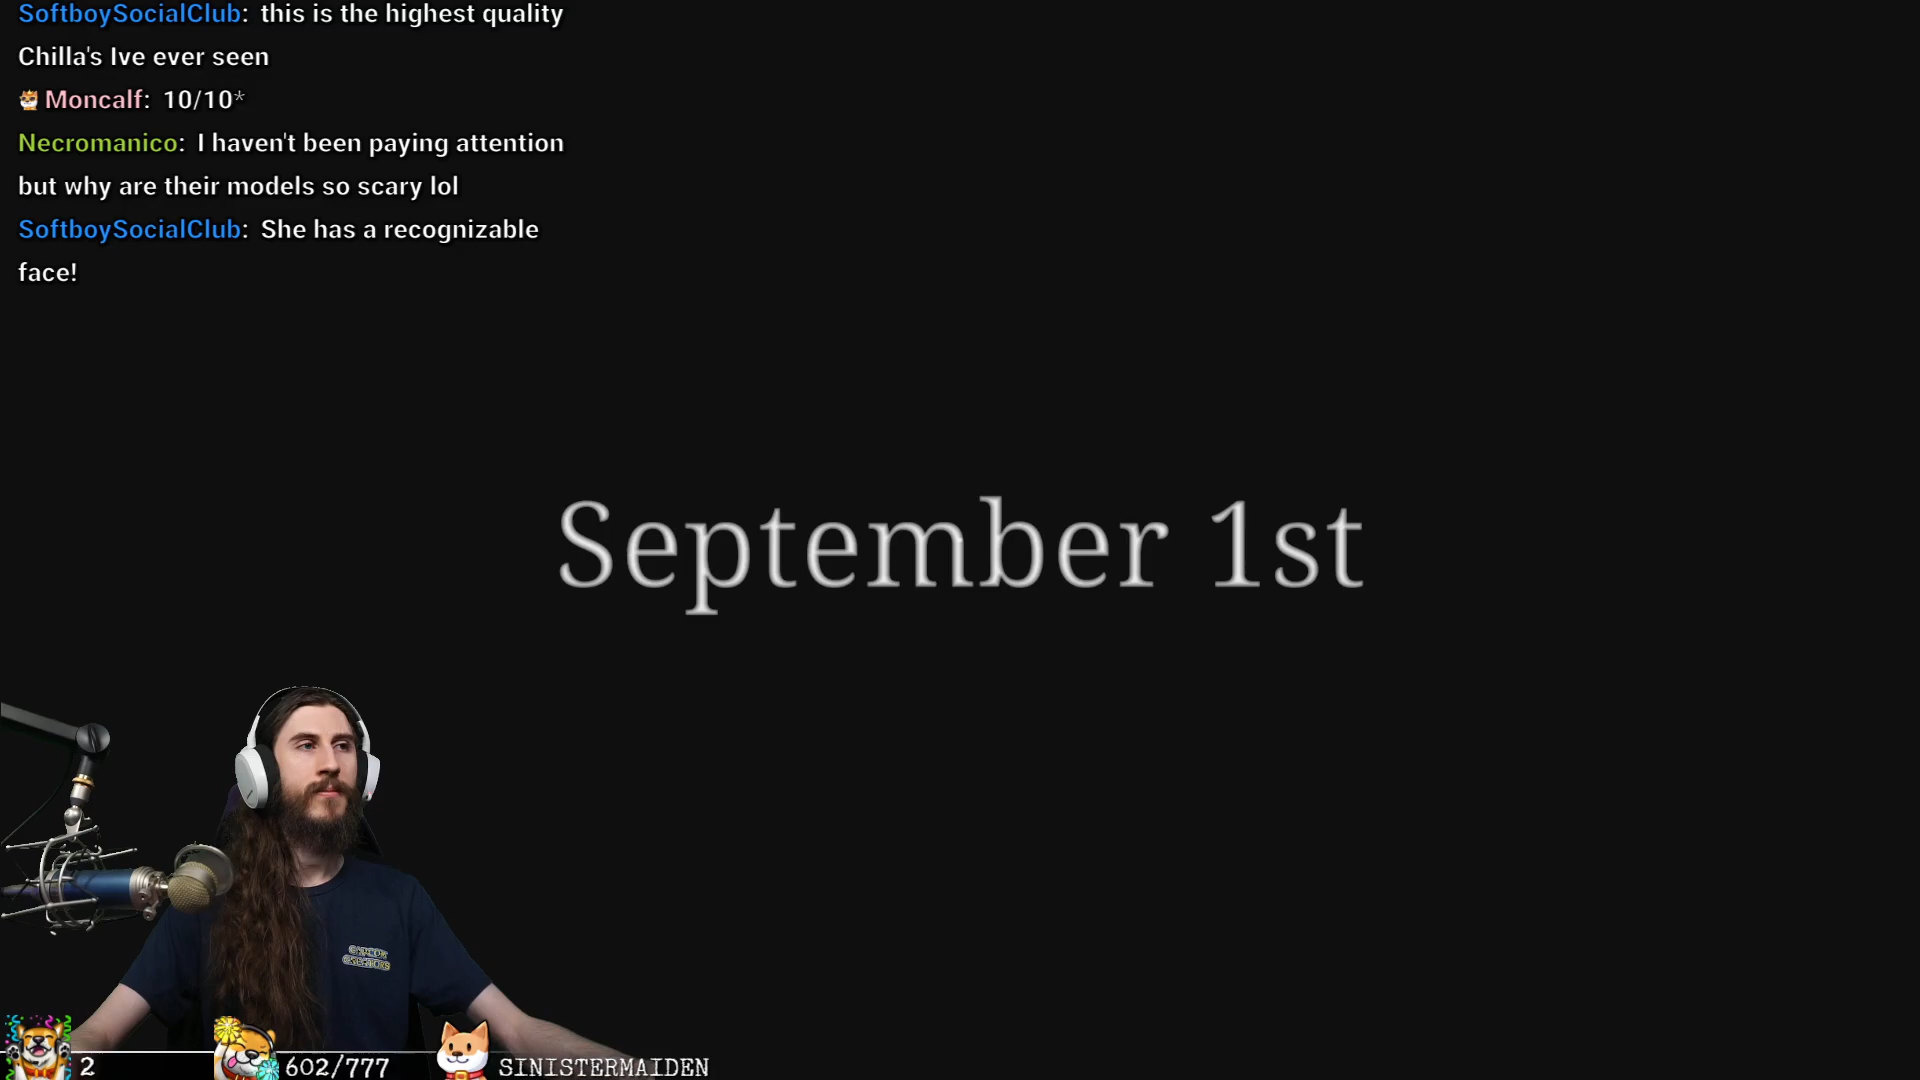 SoftboySocialClub: this is the highest quality
Chilla's Ive ever seen
Moncalf: 10/10*
Necromanico: I haven't been paying attention
but why are their models so scary lol
SoftboySocialClub: She has a recognizable
face!
September 1st
2
602/777
SINISTERMAIDEN